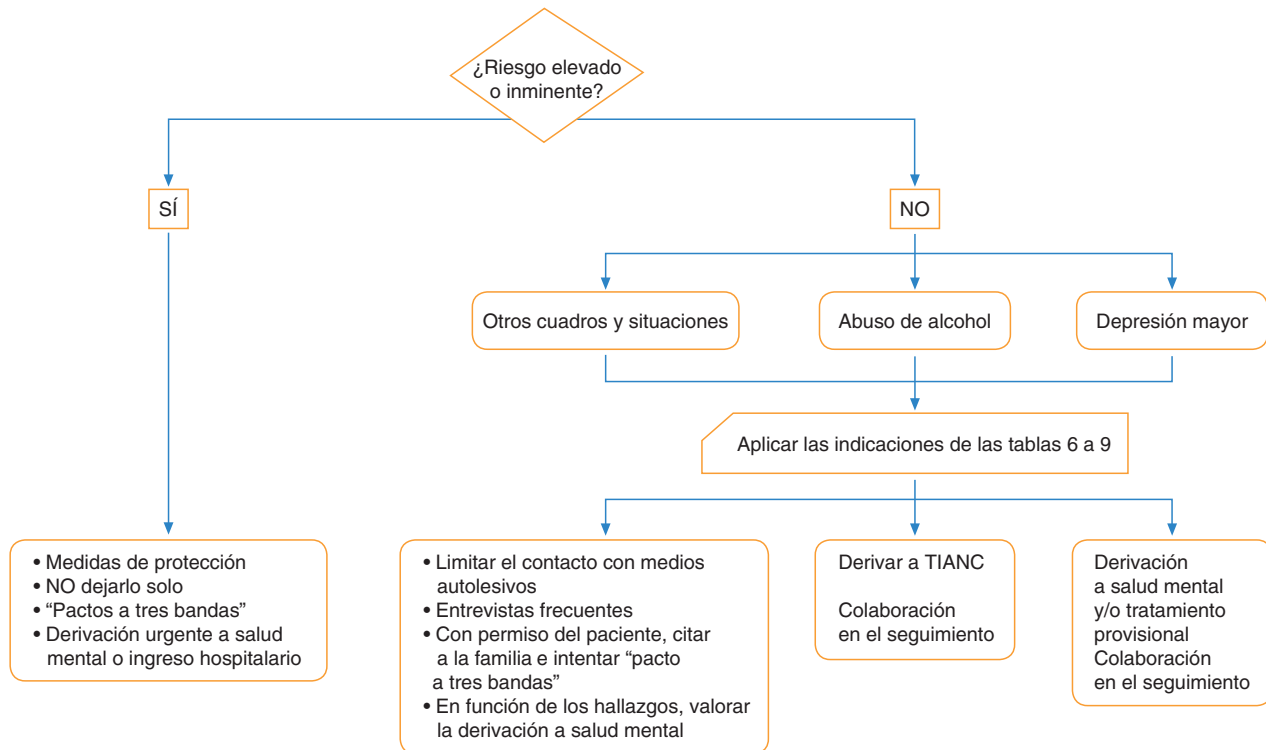 ¿Riesgo elevado
o inminente?
SÍ
NO
Otros cuadros y situaciones
Abuso de alcohol
Depresión mayor
Aplicar las indicaciones de las tablas 6 a 9
• Medidas de protección
• NO dejarlo solo
• “Pactos a tres bandas”
• Derivación urgente a salud
mental o ingreso hospitalario
• Limitar el contacto con medios
autolesivos
• Entrevistas frecuentes
• Con permiso del paciente, citar
a la familia e intentar “pacto
a tres bandas”
• En función de los hallazgos, valorar
la derivación a salud mental
Derivar a TIANC
Colaboración
en el seguimiento
Derivación
a salud mental
y/o tratamiento
provisional
Colaboración
en el seguimiento